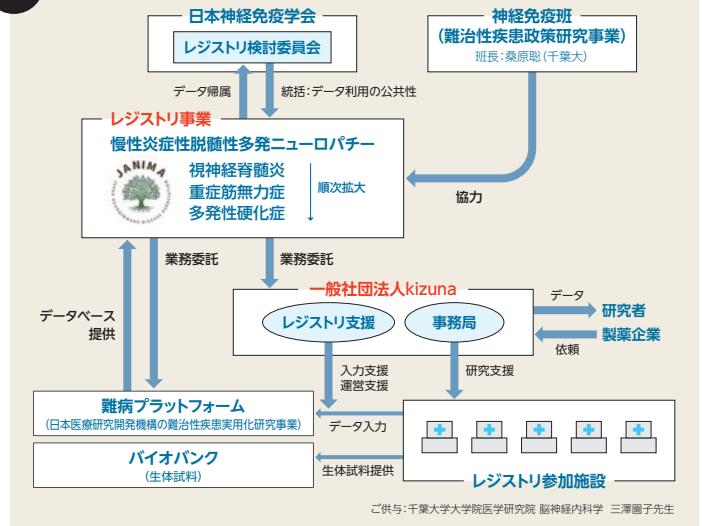 日本神経免疫学会
レジストリ検討委員会
神経免疫班
(難治性疾患政策研究事業)
班長:桑原聡(千葉大)
データ帰属
統括:データ利用の公共性
レジストリ事業
慢性炎症性脱髄性多発ニューロパチー
JANIMA
視神経脊髄炎
重症筋無力症
多発性硬化症
順次拡大
協力
業務委託
業務委託
データベース
提供
一般社団法人kizuna
レジストリ支援
事務局
データ
研究者
製薬企業
依頼
入力支援
運営支援
研究支援
難病プラットフォーム
(日本医療研究開発機構の難治性疾患実用化研究事業)
データ入力
バイオバンク
(生体試料)
生体試料提供
レジストリ参加施設
ご供与:千葉大学大学院医学研究院 脳神経内科学 三澤園子先生